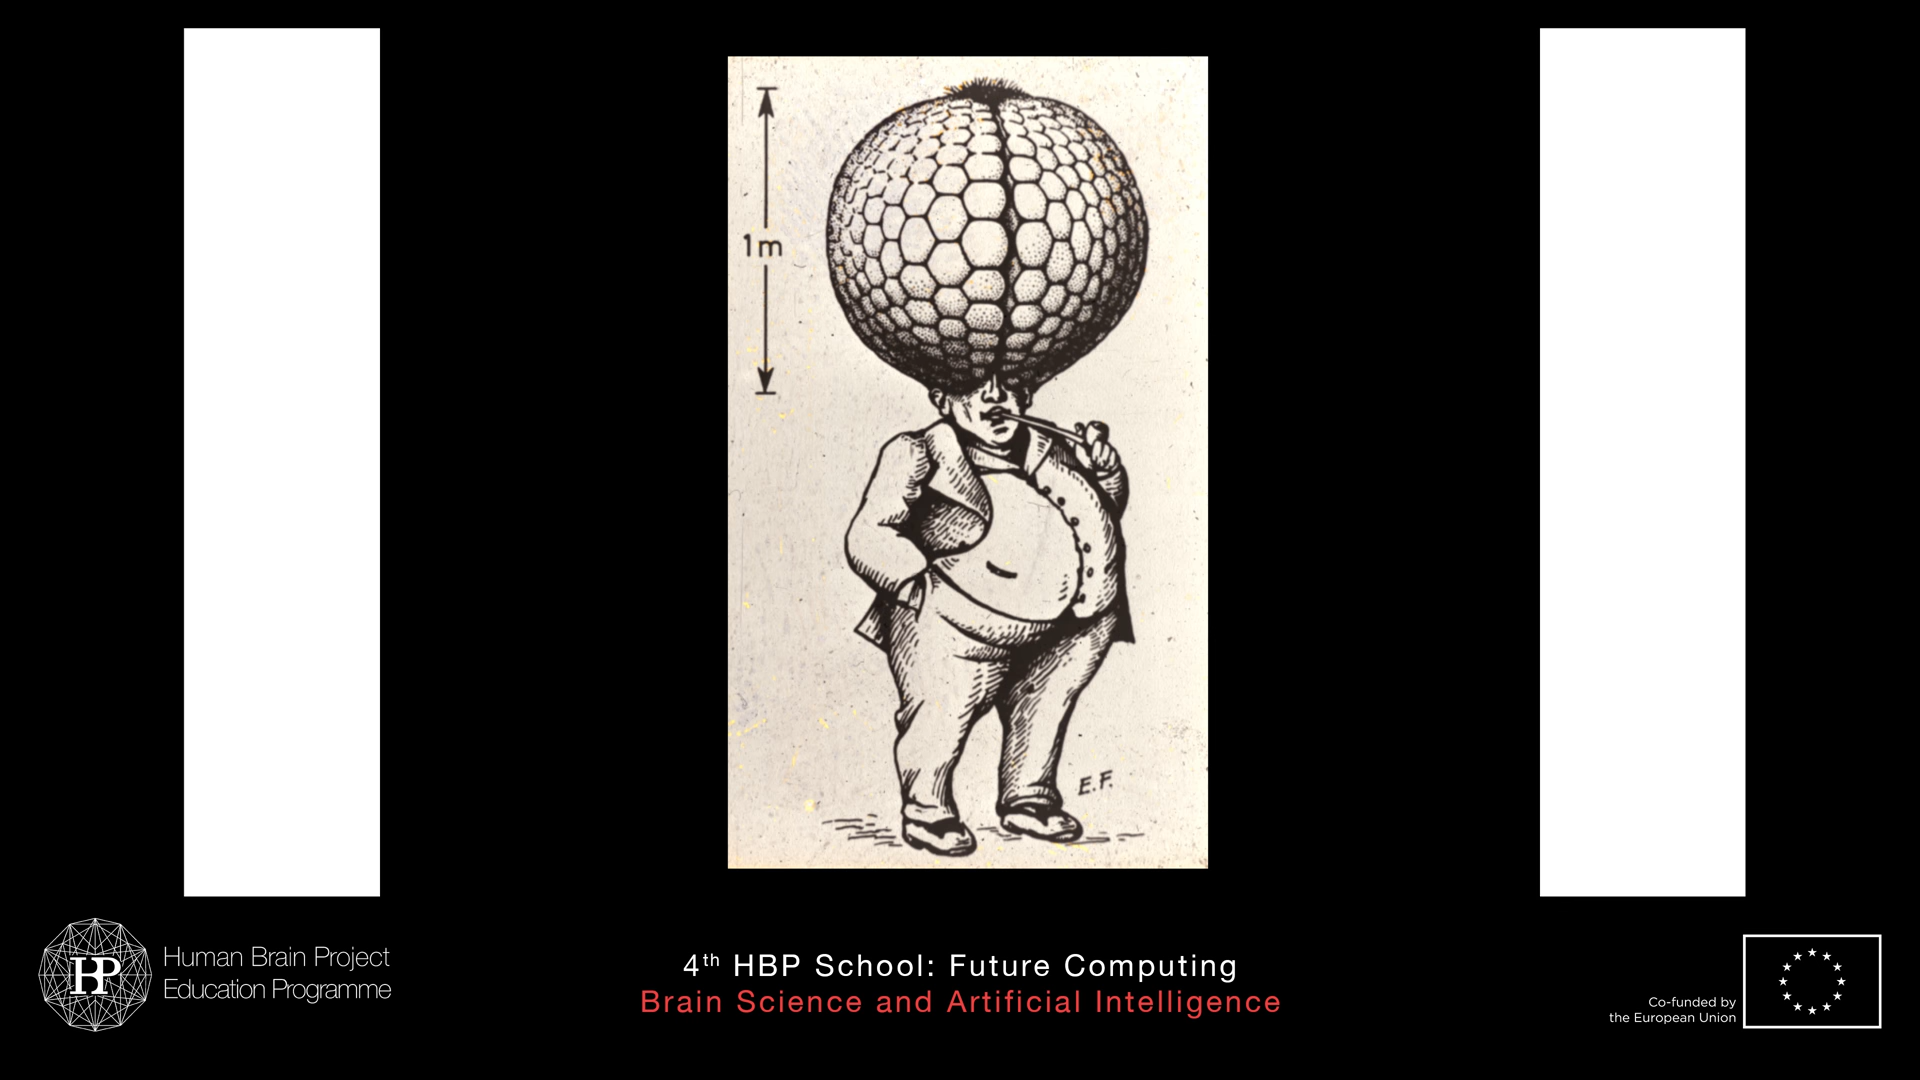 1m
E.F.
HBP
Human Brain Project
Education Programme
4th HBP School: Future Computing
Brain Science and Artificial Intelligence
Co-funded by
the European Union